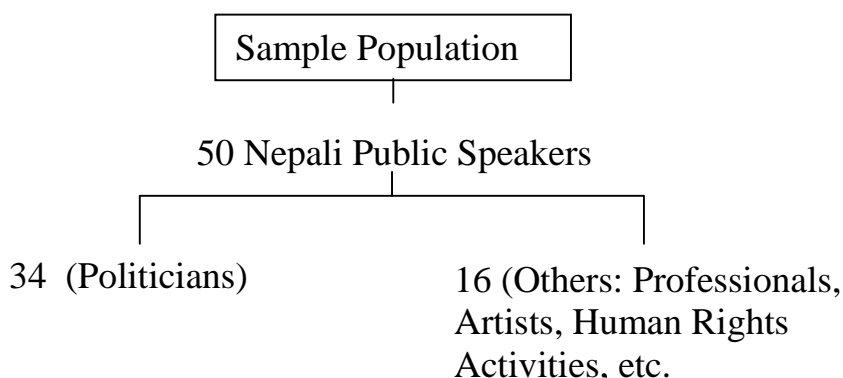 Sample Population
50 Nepali Public Speakers
34 (Politicians)
16 (Others: Professionals,
Artists, Human Rights
Activities, etc.